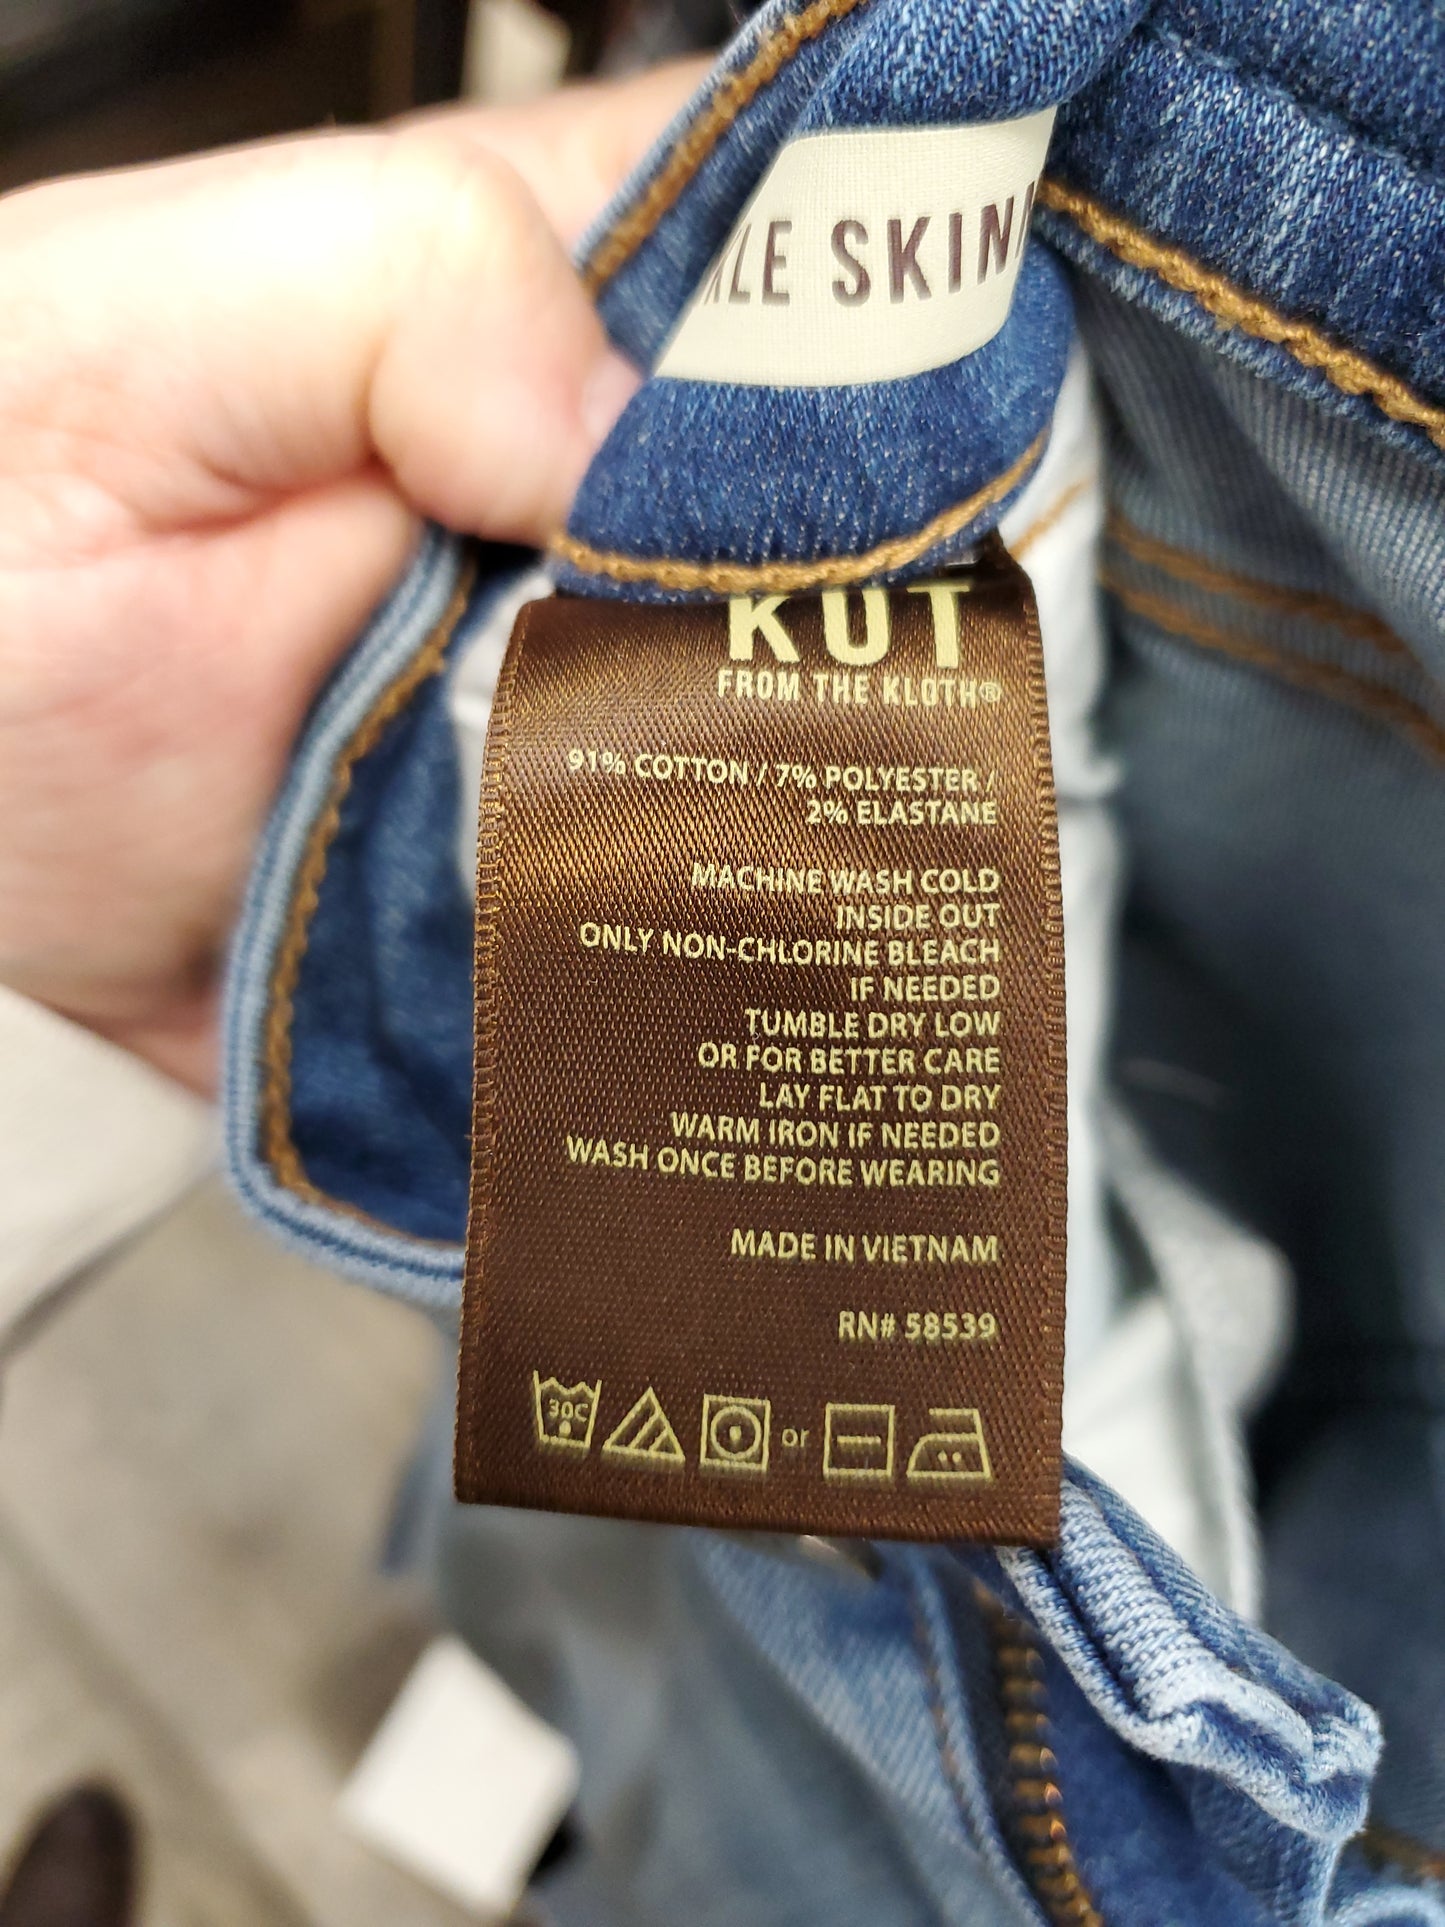 SKIN
KUT
FROM THE KLOTH®
91% COTTON / 7% POLYESTER /
2% ELASTANE
MACHINE WASH COLD
INSIDE OUT
ONLY NON-CHLORINE BLEACH
IF NEEDED
TUMBLE DRY LOW
OR FOR BETTER CARE
LAY FLAT TO DRY
WARM IRON IF NEEDED
WASH ONCE BEFORE WEARING
MADE IN VIETNAM
RN# 58539
30C or